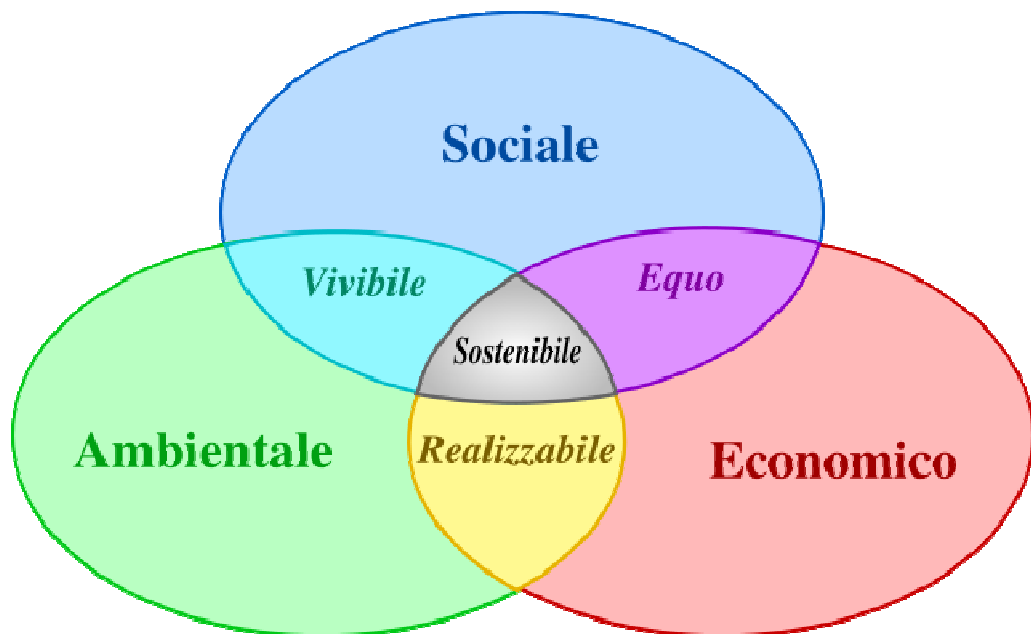 Sociale
Vivibile
Equo
Sostenibile
Ambientale
Realizzabile
Economico